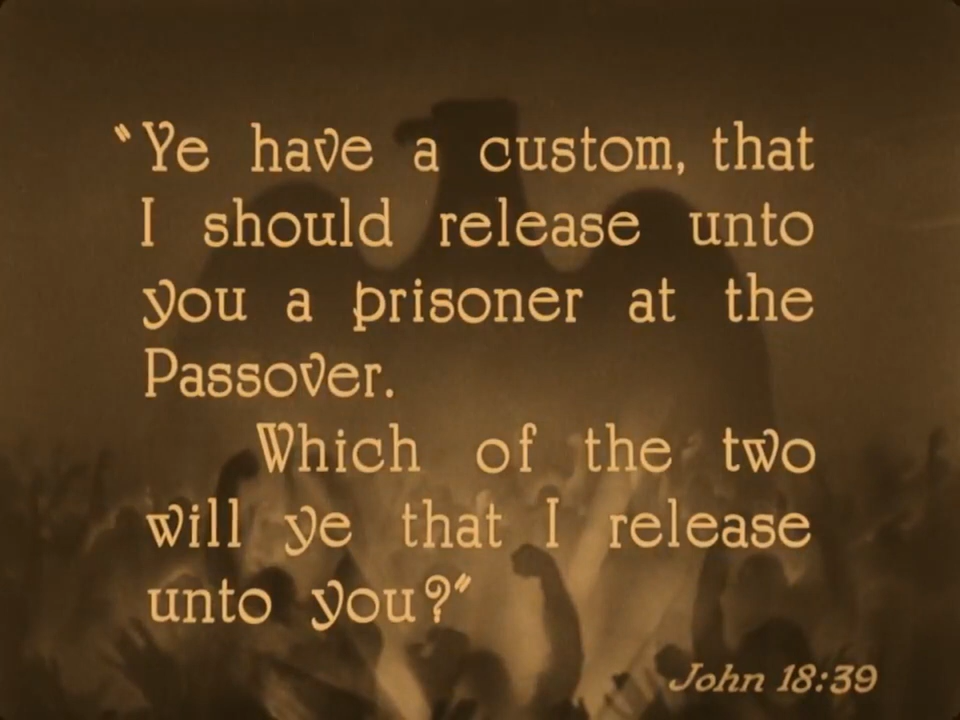 "Ye have a custom, that
I should release unto
you a prisoner at the
Passover.
Which of the two
will ye that I release
unto you?"
John 18:39